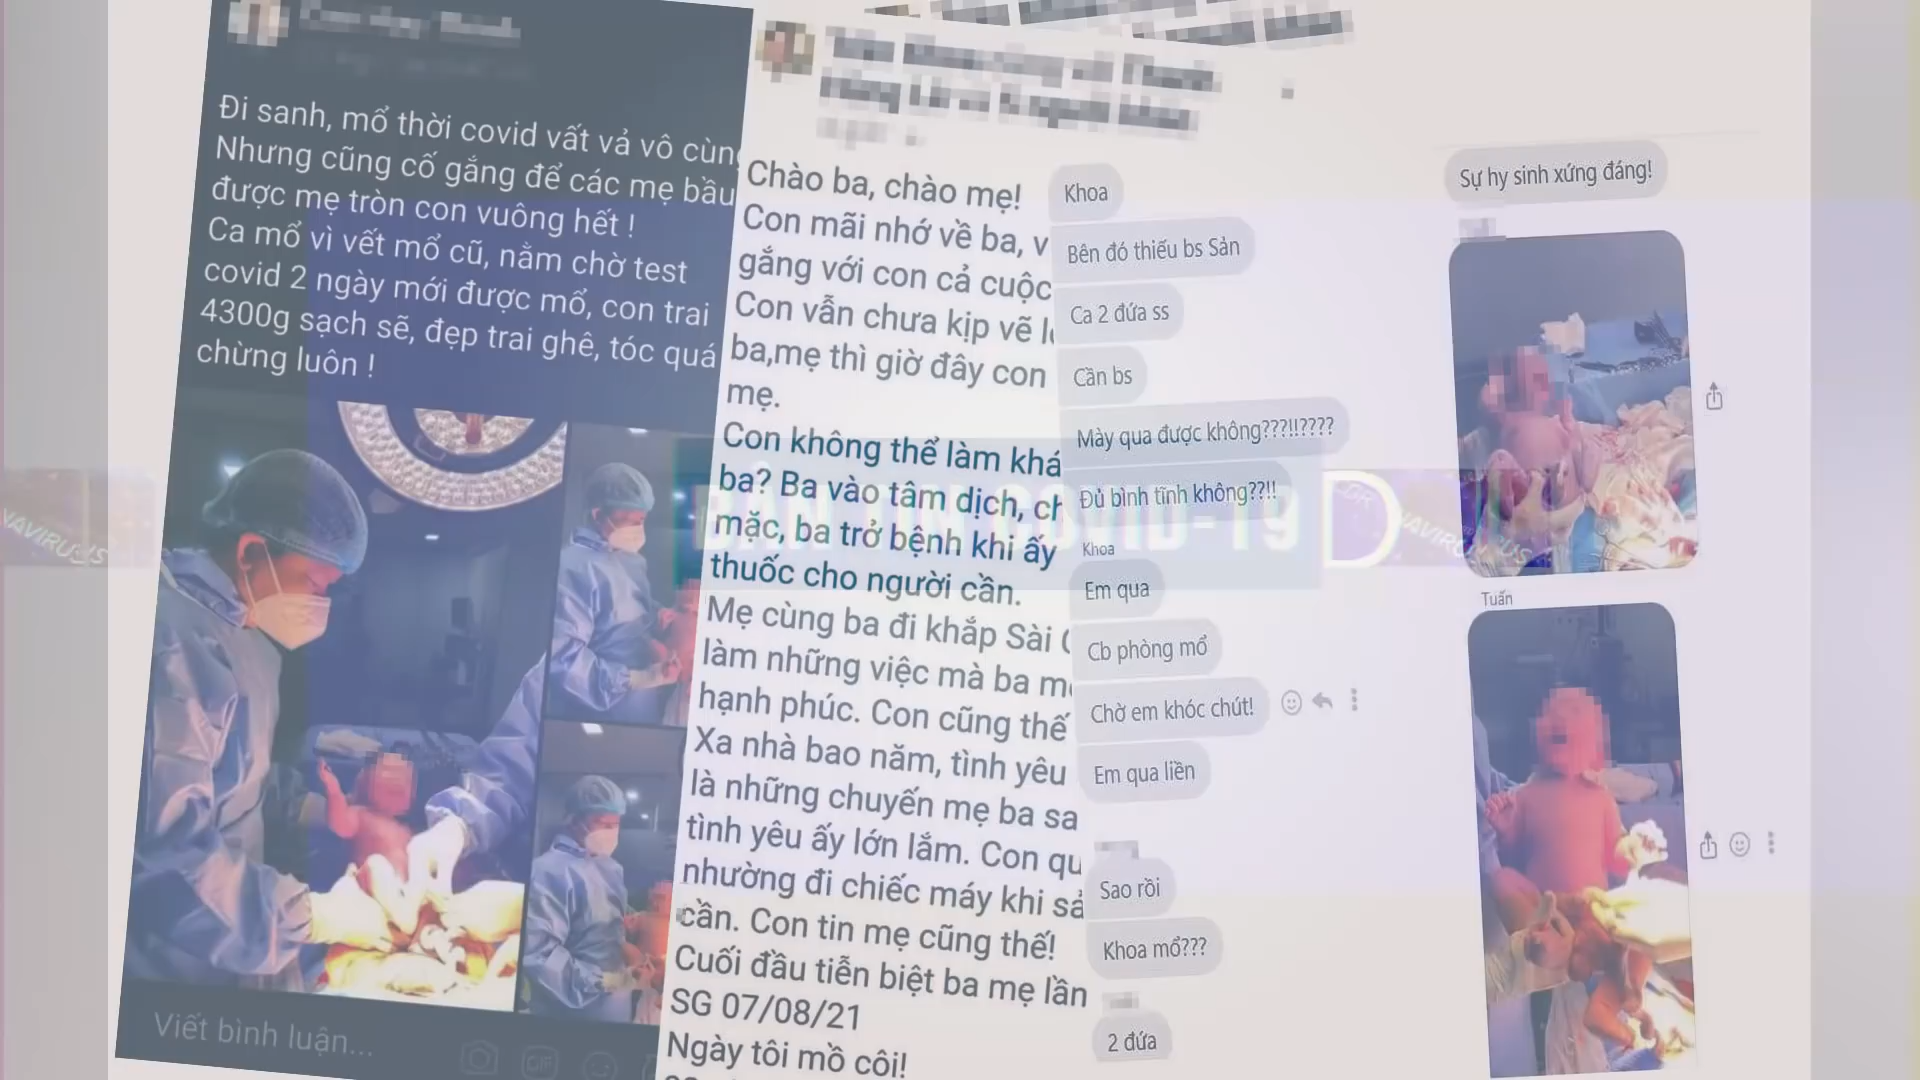 Đi sanh, mổ thời covid vất vả vô cùng
Nhưng cũng cố gắng để các mẹ bầu
được mẹ tròn con vuông hết !
Ca mổ vì vết mổ cũ, nằm chờ test
covid 2 ngày mới được mổ, con trai
4300g sạch sẽ, đẹp trai ghê, tóc quá
chừng luôn !
Viết bình luận...
GIF
Chào ba, chào mẹ!
Con mãi nhớ về ba, v
gắng với con cả cuộc
Con vẫn chưa kịp vẽ l
ba,mẹ thì giờ đây con
mẹ.
Con không thể làm khá
ba? Ba vào tâm dịch, ch
mặc, ba trở bệnh khi ấy
thuốc cho người cần.
Mẹ cùng ba đi khắp Sài
làm những việc mà ba mẹ
hạnh phúc. Con cũng thế
Xa nhà bao năm, tình yêu
là những chuyến mẹ ba sa
tình yêu ấy lớn lắm. Con qu
nhường đi chiếc máy khi sả
cần. Con tin mẹ cũng thế!
Cuối đầu tiễn biệt ba mẹ lần
SG 07/08/21
Ngày tôi mồ côi!
Khoa
Bên đó thiếu bs Sản
Ca 2 đứa ss
Cần bs
Mày qua được không???!!????
Đủ bình tĩnh không??!!
Khoa
Em qua
Cb phòng mổ
Chờ em khóc chút!
Em qua liền
Sao rồi
Khoa mổ???
2 đứa
Sự hy sinh xứng đáng!
Tuấn
BẢN TIN COVID-19